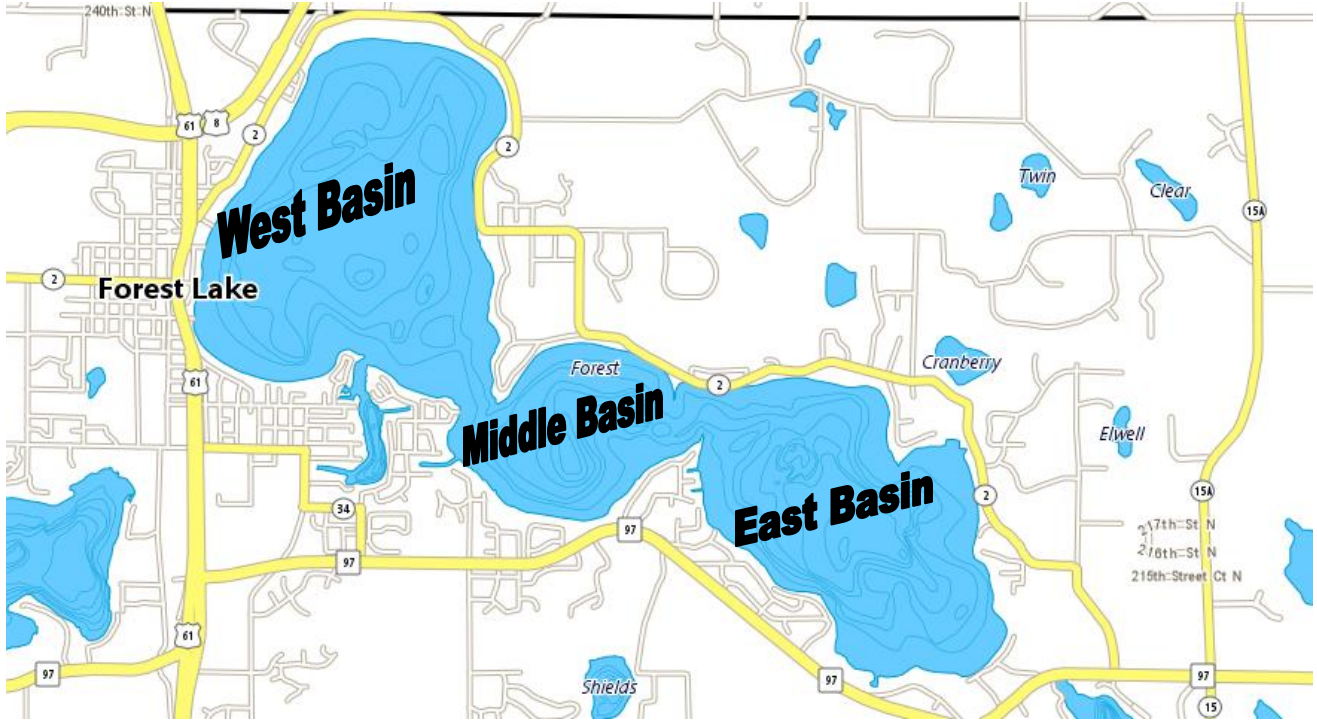 240th St N
61
8
2
2
West Basin
Twin
Clear
15A
2
Forest Lake
Forest
Cranberry
61
2
Middle Basin
Elwell
East Basin
15A
2
34
97
17th St N
216th St N
97
215th Street Ct N
61
97
97
97
Shields
15